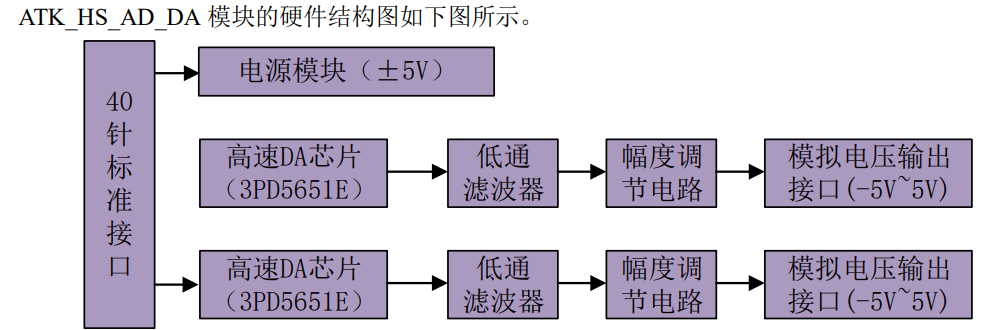 ATK_HS_AD_DA 模块的硬件结构图如下图所示。
40
针
标
准
接
口
电源模块（±5V）
高速DA芯片
（3PD5651E）
低通
滤波器
幅度调
节电路
模拟电压输出
接口(-5V~5V)
高速DA芯片
（3PD5651E）
低通
滤波器
幅度调
节电路
模拟电压输出
接口(-5V~5V)